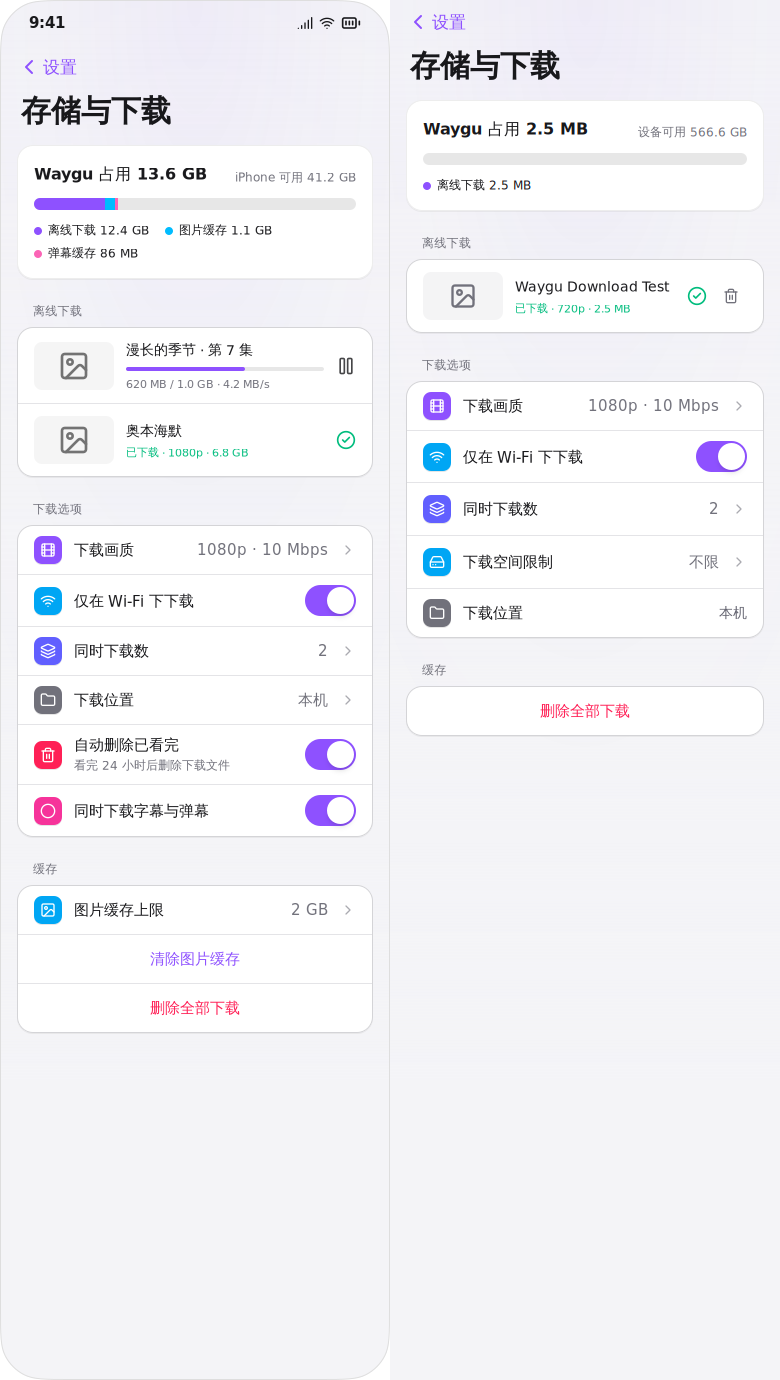 9:41
设置
存储与下载
Waygu 占用 13.6 GB
iPhone 可用 41.2 GB
离线下载 12.4 GB
图片缓存 1.1 GB
弹幕缓存 86 MB
离线下载
漫长的季节 · 第 7 集
620 MB / 1.0 GB · 4.2 MB/s
奥本海默
已下载 · 1080p · 6.8 GB
下载选项
下载画质
1080p · 10 Mbps
仅在 Wi-Fi 下下载
同时下载数
2
下载位置
本机
自动删除已看完
看完 24 小时后删除下载文件
同时下载字幕与弹幕
缓存
图片缓存上限
2 GB
清除图片缓存
删除全部下载
设置
存储与下载
Waygu 占用 2.5 MB
设备可用 566.6 GB
离线下载 2.5 MB
离线下载
Waygu Download Test
已下载 · 720p · 2.5 MB
下载选项
下载画质
1080p · 10 Mbps
仅在 Wi-Fi 下下载
同时下载数
2
下载空间限制
不限
下载位置
本机
缓存
删除全部下载